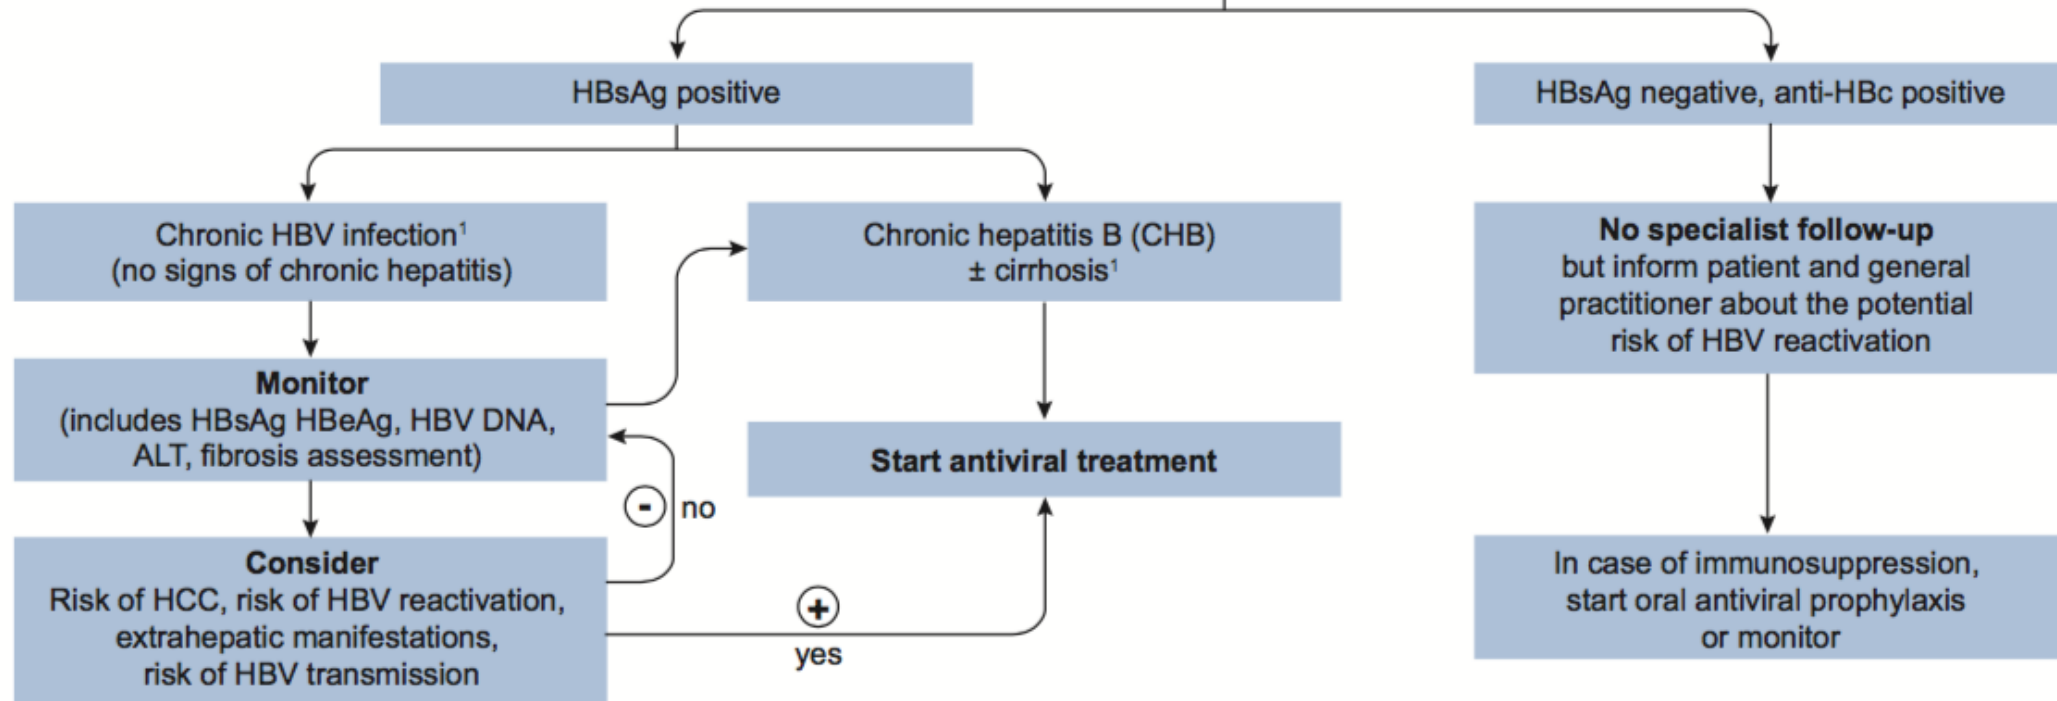 HBsAg positive
HBsAg negative, anti-HBc positive
Chronic HBV infection¹
(no signs of chronic hepatitis)
Chronic hepatitis B (CHB)
± cirrhosis¹
No specialist follow-up
but inform patient and general
practitioner about the potential
risk of HBV reactivation
Monitor
(includes HBsAg HBeAg, HBV DNA,
ALT, fibrosis assessment)
Start antiviral treatment
- no
Consider
Risk of HCC, risk of HBV reactivation,
extrahepatic manifestations,
risk of HBV transmission
+
yes
In case of immunosuppression,
start oral antiviral prophylaxis
or monitor